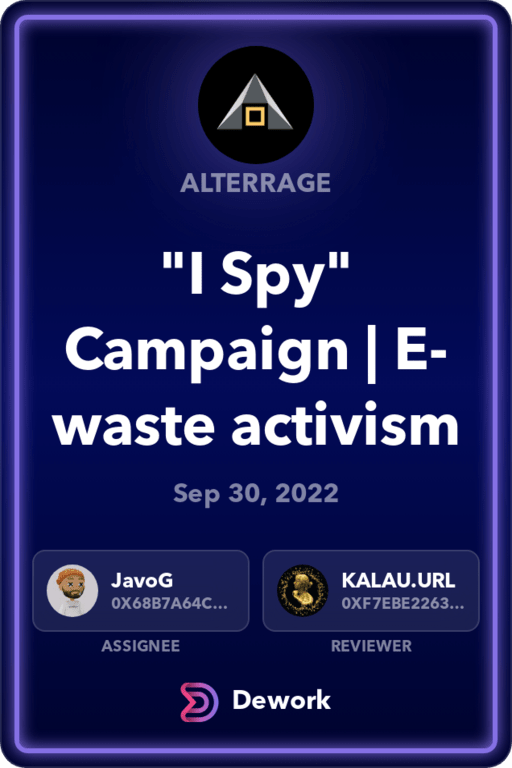 ALTERRAGE
"I Spy"
Campaign | E-
waste activism
Sep 30, 2022
JavoG
0X68B7A64C...
ASSIGNEE
KALAU.URL
0XF7EBE2263...
REVIEWER
Dework